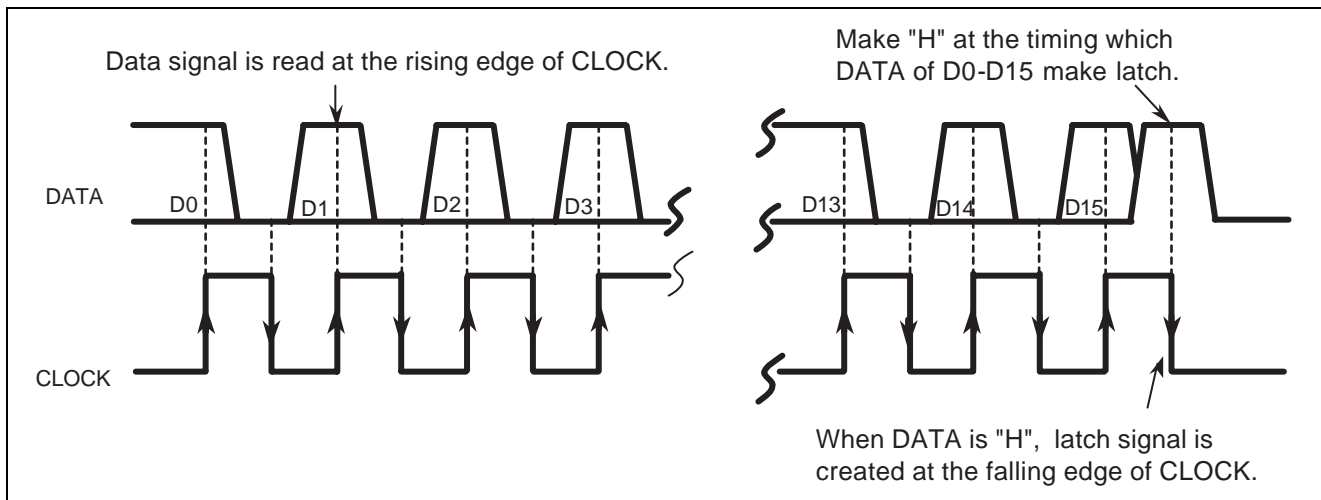 Data signal is read at the rising edge of CLOCK.
Make "H" at the timing which
DATA of D0-D15 make latch.
DATA
D0
D1
D2
D3
D13
D14
D15
CLOCK
When DATA is "H", latch signal is
created at the falling edge of CLOCK.